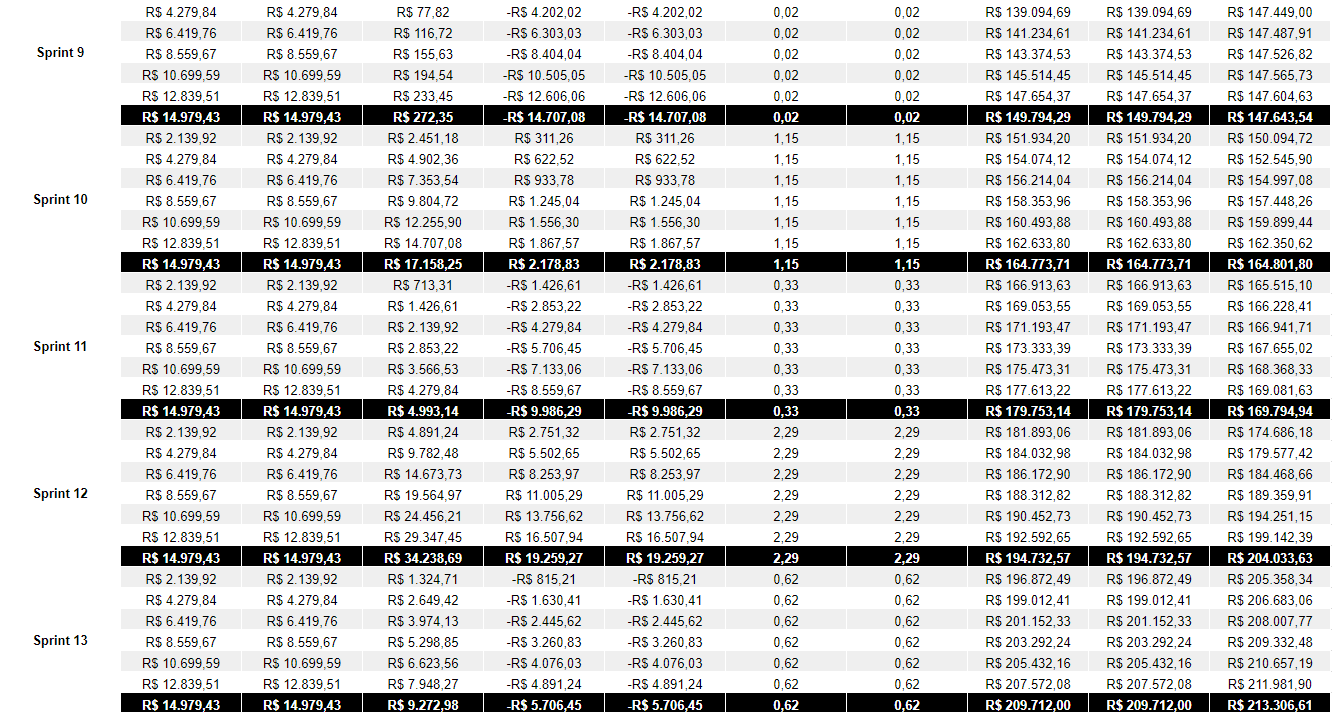 R$ 4.279,84 R$ 4.279,84 R$ 77,82 -R$ 4.202,02 -R$ 4.202,02 0,02 0,02 R$ 139.094,69 R$ 139.094,69 R$ 147.449,00
R$ 6.419,76 R$ 6.419,76 R$ 116,72 -R$ 6.303,03 -R$ 6.303,03 0,02 0,02 R$ 141.234,61 R$ 141.234,61 R$ 147.487,91
Sprint 9 R$ 8.559,67 R$ 8.559,67 R$ 155,63 -R$ 8.404,04 -R$ 8.404,04 0,02 0,02 R$ 143.374,53 R$ 143.374,53 R$ 147.526,82
R$ 10.699,59 R$ 10.699,59 R$ 194,54 -R$ 10.505,05 -R$ 10.505,05 0,02 0,02 R$ 145.514,45 R$ 145.514,45 R$ 147.565,73
R$ 12.839,51 R$ 12.839,51 R$ 233,45 -R$ 12.606,06 -R$ 12.606,06 0,02 0,02 R$ 147.654,37 R$ 147.654,37 R$ 147.604,63
R$ 14.979,43 R$ 14.979,43 R$ 272,35 -R$ 14.707,08 -R$ 14.707,08 0,02 0,02 R$ 149.794,29 R$ 149.794,29 R$ 147.643,54
R$ 2.139,92 R$ 2.139,92 R$ 2.451,18 R$ 311,26 R$ 311,26 1,15 1,15 R$ 151.934,20 R$ 151.934,20 R$ 150.094,72
R$ 4.279,84 R$ 4.279,84 R$ 4.902,36 R$ 622,52 R$ 622,52 1,15 1,15 R$ 154.074,12 R$ 154.074,12 R$ 152.545,90
R$ 6.419,76 R$ 6.419,76 R$ 7.353,54 R$ 933,78 R$ 933,78 1,15 1,15 R$ 156.214,04 R$ 156.214,04 R$ 154.997,08
Sprint 10 R$ 8.559,67 R$ 8.559,67 R$ 9.804,72 R$ 1.245,04 R$ 1.245,04 1,15 1,15 R$ 158.353,96 R$ 158.353,96 R$ 157.448,26
R$ 10.699,59 R$ 10.699,59 R$ 12.255,90 R$ 1.556,30 R$ 1.556,30 1,15 1,15 R$ 160.493,88 R$ 160.493,88 R$ 159.899,44
R$ 12.839,51 R$ 12.839,51 R$ 14.707,08 R$ 1.867,57 R$ 1.867,57 1,15 1,15 R$ 162.633,80 R$ 162.633,80 R$ 162.350,62
R$ 14.979,43 R$ 14.979,43 R$ 17.158,25 R$ 2.178,83 R$ 2.178,83 1,15 1,15 R$ 164.773,71 R$ 164.773,71 R$ 164.801,80
R$ 2.139,92 R$ 2.139,92 R$ 713,31 -R$ 1.426,61 -R$ 1.426,61 0,33 0,33 R$ 166.913,63 R$ 166.913,63 R$ 165.515,10
R$ 4.279,84 R$ 4.279,84 R$ 1.426,61 -R$ 2.853,22 -R$ 2.853,22 0,33 0,33 R$ 169.053,55 R$ 169.053,55 R$ 166.228,41
R$ 6.419,76 R$ 6.419,76 R$ 2.139,92 -R$ 4.279,84 -R$ 4.279,84 0,33 0,33 R$ 171.193,47 R$ 171.193,47 R$ 166.941,71
Sprint 11 R$ 8.559,67 R$ 8.559,67 R$ 2.853,22 -R$ 5.706,45 -R$ 5.706,45 0,33 0,33 R$ 173.333,39 R$ 173.333,39 R$ 167.655,02
R$ 10.699,59 R$ 10.699,59 R$ 3.566,53 -R$ 7.133,06 -R$ 7.133,06 0,33 0,33 R$ 175.473,31 R$ 175.473,31 R$ 168.368,33
R$ 12.839,51 R$ 12.839,51 R$ 4.279,84 -R$ 8.559,67 -R$ 8.559,67 0,33 0,33 R$ 177.613,22 R$ 177.613,22 R$ 169.081,63
R$ 14.979,43 R$ 14.979,43 R$ 4.993,14 -R$ 9.986,29 -R$ 9.986,29 0,33 0,33 R$ 179.753,14 R$ 179.753,14 R$ 169.794,94
R$ 2.139,92 R$ 2.139,92 R$ 4.891,24 R$ 2.751,32 R$ 2.751,32 2,29 2,29 R$ 181.893,06 R$ 181.893,06 R$ 174.686,18
R$ 4.279,84 R$ 4.279,84 R$ 9.782,48 R$ 5.502,65 R$ 5.502,65 2,29 2,29 R$ 184.032,98 R$ 184.032,98 R$ 179.577,42
R$ 6.419,76 R$ 6.419,76 R$ 14.673,73 R$ 8.253,97 R$ 8.253,97 2,29 2,29 R$ 186.172,90 R$ 186.172,90 R$ 184.468,66
Sprint 12 R$ 8.559,67 R$ 8.559,67 R$ 19.564,97 R$ 11.005,29 R$ 11.005,29 2,29 2,29 R$ 188.312,82 R$ 188.312,82 R$ 189.359,91
R$ 10.699,59 R$ 10.699,59 R$ 24.456,21 R$ 13.756,62 R$ 13.756,62 2,29 2,29 R$ 190.452,73 R$ 190.452,73 R$ 194.251,15
R$ 12.839,51 R$ 12.839,51 R$ 29.347,45 R$ 16.507,94 R$ 16.507,94 2,29 2,29 R$ 192.592,65 R$ 192.592,65 R$ 199.142,39
R$ 14.979,43 R$ 14.979,43 R$ 34.238,69 R$ 19.259,27 R$ 19.259,27 2,29 2,29 R$ 194.732,57 R$ 194.732,57 R$ 204.033,63
R$ 2.139,92 R$ 2.139,92 R$ 1.324,71 -R$ 815,21 -R$ 815,21 0,62 0,62 R$ 196.872,49 R$ 196.872,49 R$ 205.358,34
R$ 4.279,84 R$ 4.279,84 R$ 2.649,42 -R$ 1.630,41 -R$ 1.630,41 0,62 0,62 R$ 199.012,41 R$ 199.012,41 R$ 206.683,06
R$ 6.419,76 R$ 6.419,76 R$ 3.974,13 -R$ 2.445,62 -R$ 2.445,62 0,62 0,62 R$ 201.152,33 R$ 201.152,33 R$ 208.007,77
Sprint 13 R$ 8.559,67 R$ 8.559,67 R$ 5.298,85 -R$ 3.260,83 -R$ 3.260,83 0,62 0,62 R$ 203.292,24 R$ 203.292,24 R$ 209.332,48
R$ 10.699,59 R$ 10.699,59 R$ 6.623,56 -R$ 4.076,03 -R$ 4.076,03 0,62 0,62 R$ 205.432,16 R$ 205.432,16 R$ 210.657,19
R$ 12.839,51 R$ 12.839,51 R$ 7.948,27 -R$ 4.891,24 -R$ 4.891,24 0,62 0,62 R$ 207.572,08 R$ 207.572,08 R$ 211.981,90
R$ 14.979,43 R$ 14.979,43 R$ 9.272,98 -R$ 5.706,45 -R$ 5.706,45 0,62 0,62 R$ 209.712,00 R$ 209.712,00 R$ 213.306,61